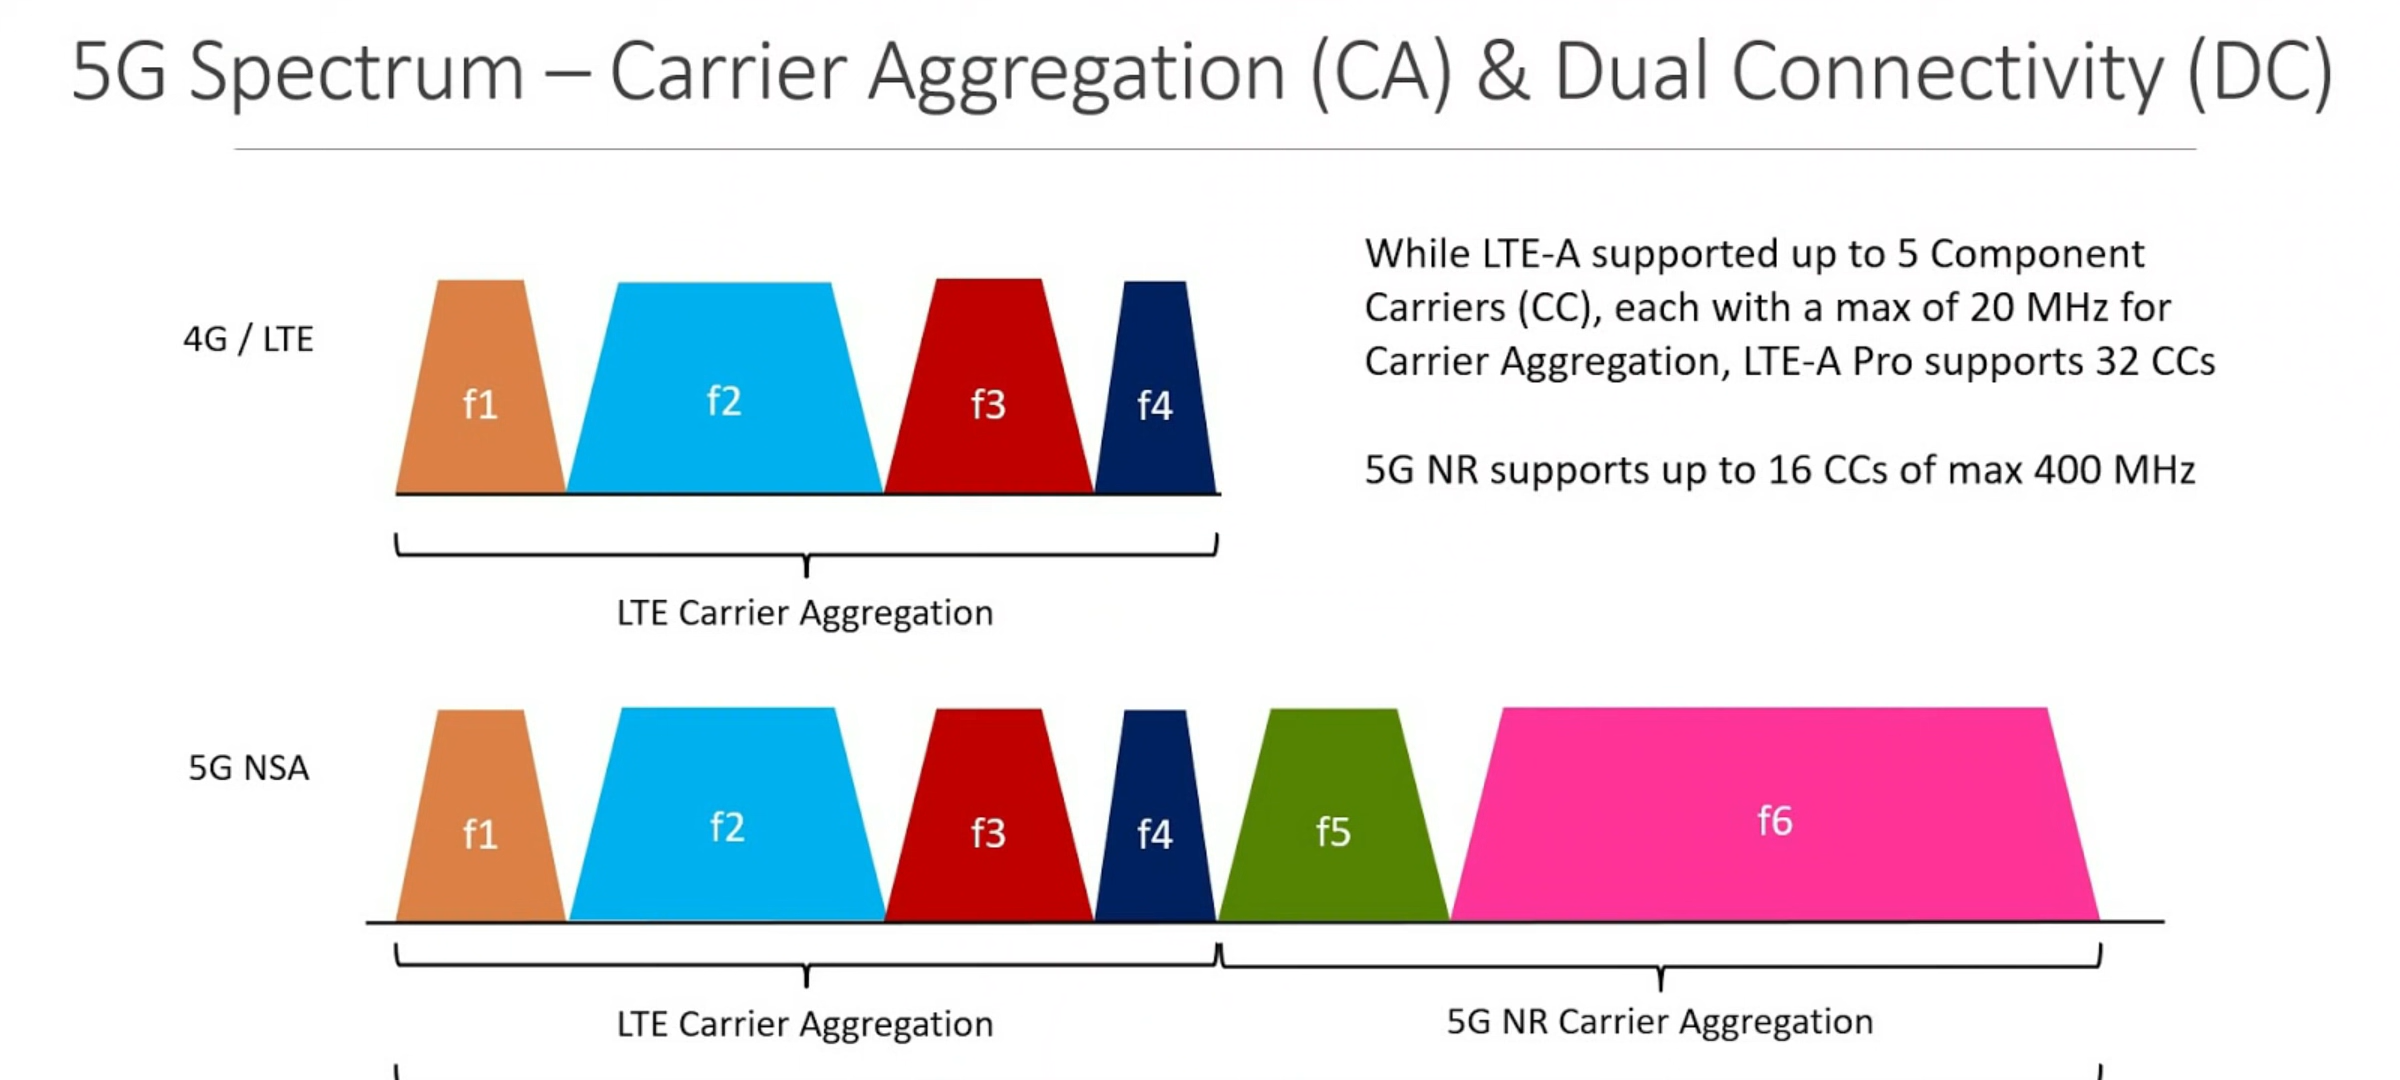 5G Spectrum – Carrier Aggregation (CA) & Dual Connectivity (DC)
4G / LTE
f1
f2
f3
f4
While LTE-A supported up to 5 Component
Carriers (CC), each with a max of 20 MHz for
Carrier Aggregation, LTE-A Pro supports 32 CCs
5G NR supports up to 16 CCs of max 400 MHz
LTE Carrier Aggregation
5G NSA
f1
f2
f3
f4
f5
f6
LTE Carrier Aggregation
5G NR Carrier Aggregation